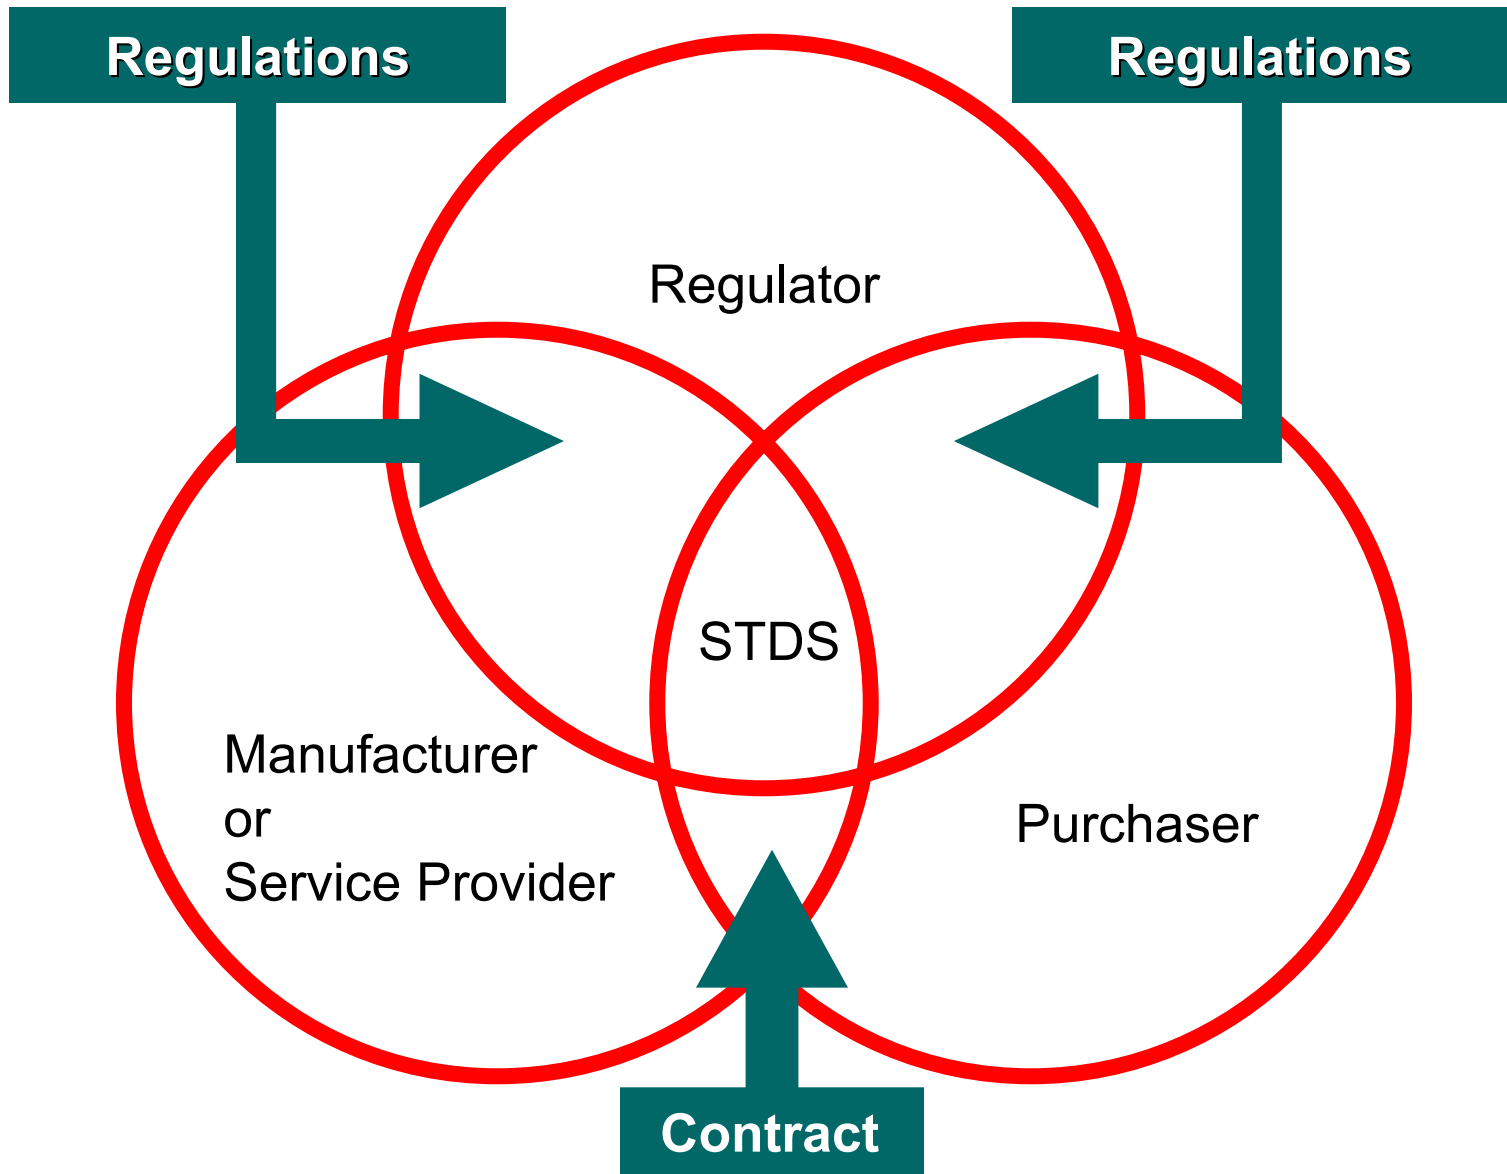 Regulations
Regulations
Regulator
STDS
Manufacturer
or
Service Provider
Purchaser
Contract